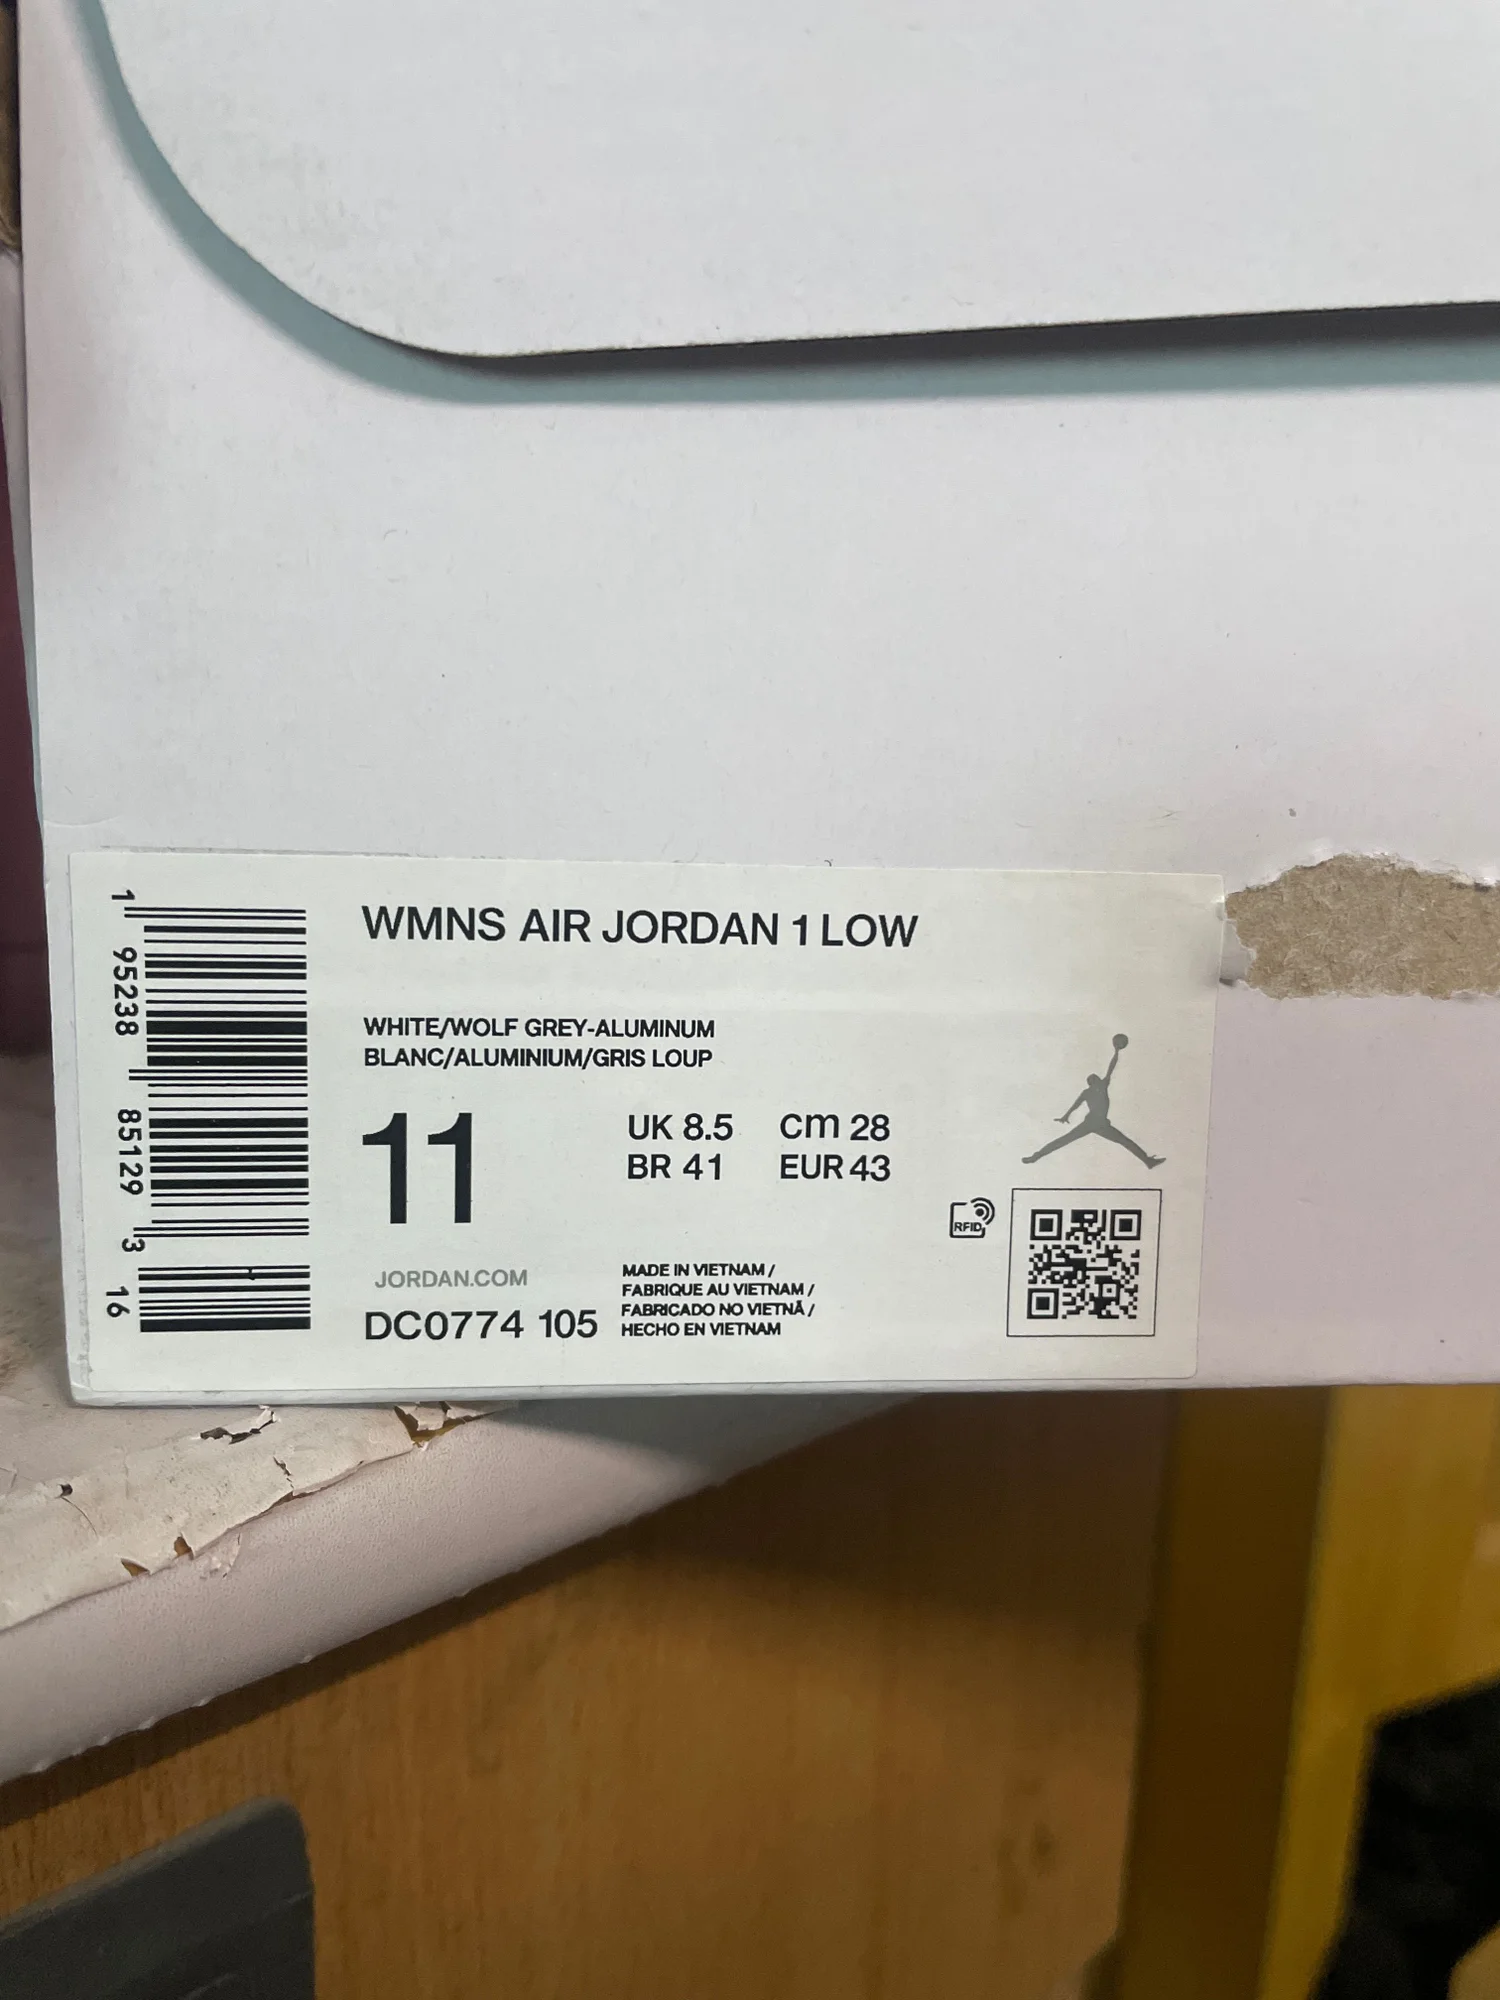 WMNS AIR JORDAN 1 LOW
WHITE/WOLF GREY-ALUMINUM
BLANC/ALUMINIUM/GRIS LOUP
11
UK 8.5 cm 28
BR 41 EUR 43
RFID
JORDAN.COM
DC0774 105
MADE IN VIETNAM /
FABRIQUE AU VIETNAM /
FABRICADO NO VIETNÃ /
HECHO EN VIETNAM
1 95238 85129 3
16